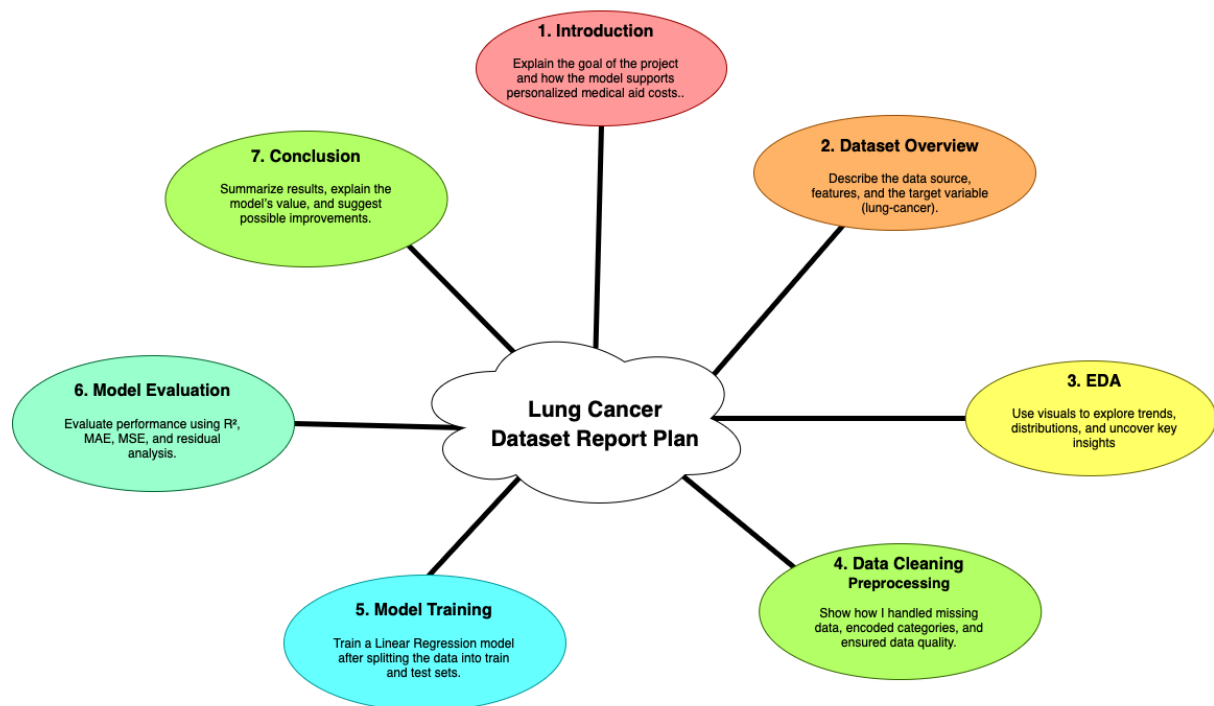 1. Introduction
Explain the goal of the project
and how the model supports
personalized medical aid costs..
2. Dataset Overview
Describe the data source,
features, and the target variable
(lung-cancer).
3. EDA
Use visuals to explore trends,
distributions, and uncover key
insights
4. Data Cleaning
Preprocessing
Show how I handled missing
data, encoded categories, and
ensured data quality.
5. Model Training
Train a Linear Regression model
after splitting the data into train
and test sets.
6. Model Evaluation
Evaluate performance using R²,
MAE, MSE, and residual
analysis.
7. Conclusion
Summarize results, explain the
model's value, and suggest
possible improvements.
Lung Cancer
Dataset Report Plan